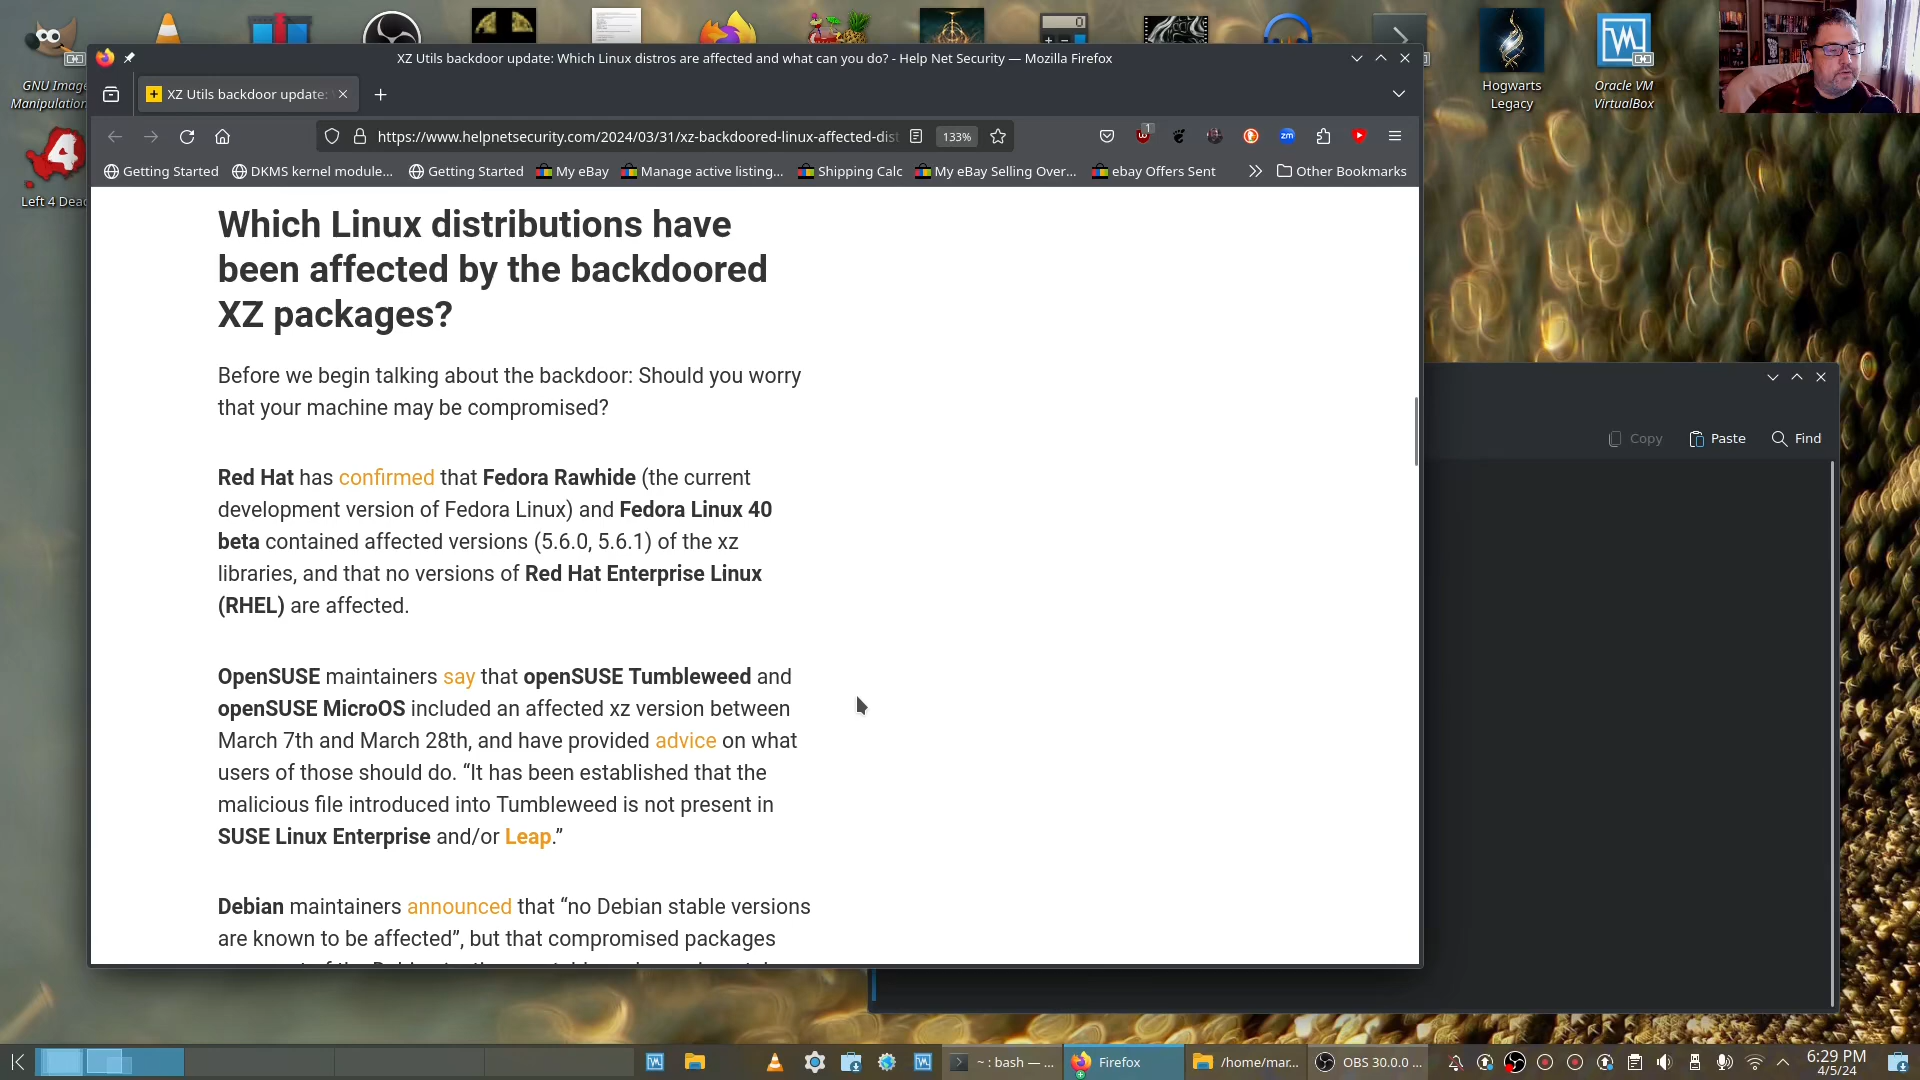 GNU Image
Manipulation
Left 4 Dea
XZ Utils backdoor update: Which Linux distros are affected and what can you do? - Help Net Security — Mozilla Firefox
XZ Utils backdoor update:
https://www.helpnetsecurity.com/2024/03/31/xz-backdoored-linux-affected-dis
133%
1
zm
Getting Started
DKMS kernel module...
Getting Started
My eBay
Manage active listing...
Shipping Calc
My eBay Selling Over...
ebay Offers Sent
Other Bookmarks
Hogwarts
Legacy
Oracle VM
VirtualBox
Which Linux distributions have
been affected by the backdoored
XZ packages?
Before we begin talking about the backdoor: Should you worry
that your machine may be compromised?
Red Hat has confirmed that Fedora Rawhide (the current
development version of Fedora Linux) and Fedora Linux 40
beta contained affected versions (5.6.0, 5.6.1) of the xz
libraries, and that no versions of Red Hat Enterprise Linux
(RHEL) are affected.
OpenSUSE maintainers say that openSUSE Tumbleweed and
openSUSE MicroOS included an affected xz version between
March 7th and March 28th, and have provided advice on what
users of those should do. “It has been established that the
malicious file introduced into Tumbleweed is not present in
SUSE Linux Enterprise and/or Leap.”
Debian maintainers announced that “no Debian stable versions
are known to be affected”, but that compromised packages
Copy
Paste
Find
~ : bash — ...
Firefox
/home/mar...
OBS 30.0.0 ...
6:29 PM
4/5/24